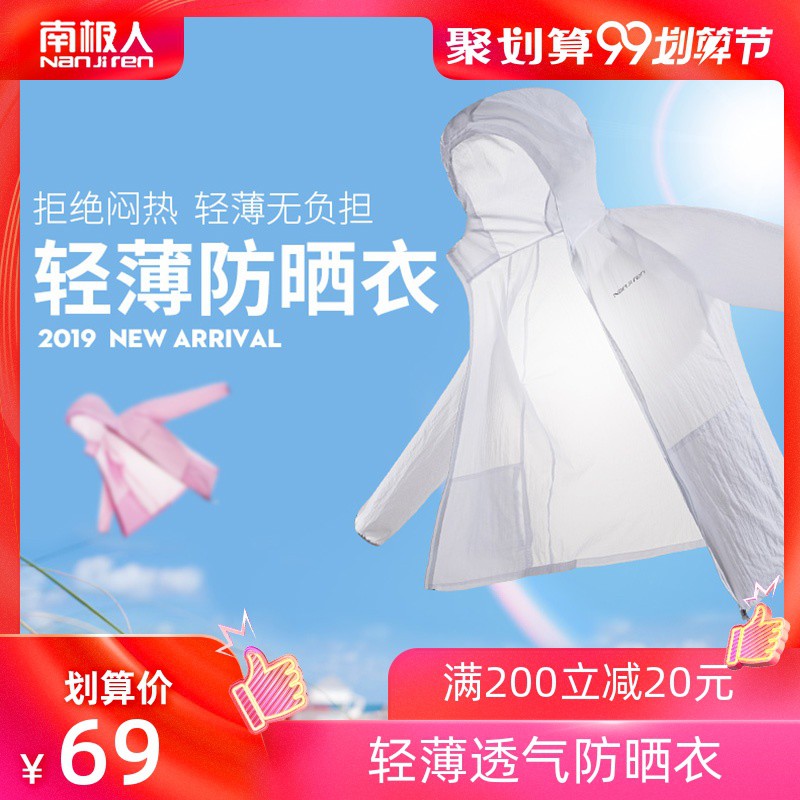 南极人
Nanjiren
聚划算99划算节
拒绝闷热 轻薄无负担
轻薄防晒衣
2019 NEW ARRIVAL
Nanjiren
划算价
¥69
满200立减20元
轻薄透气防晒衣